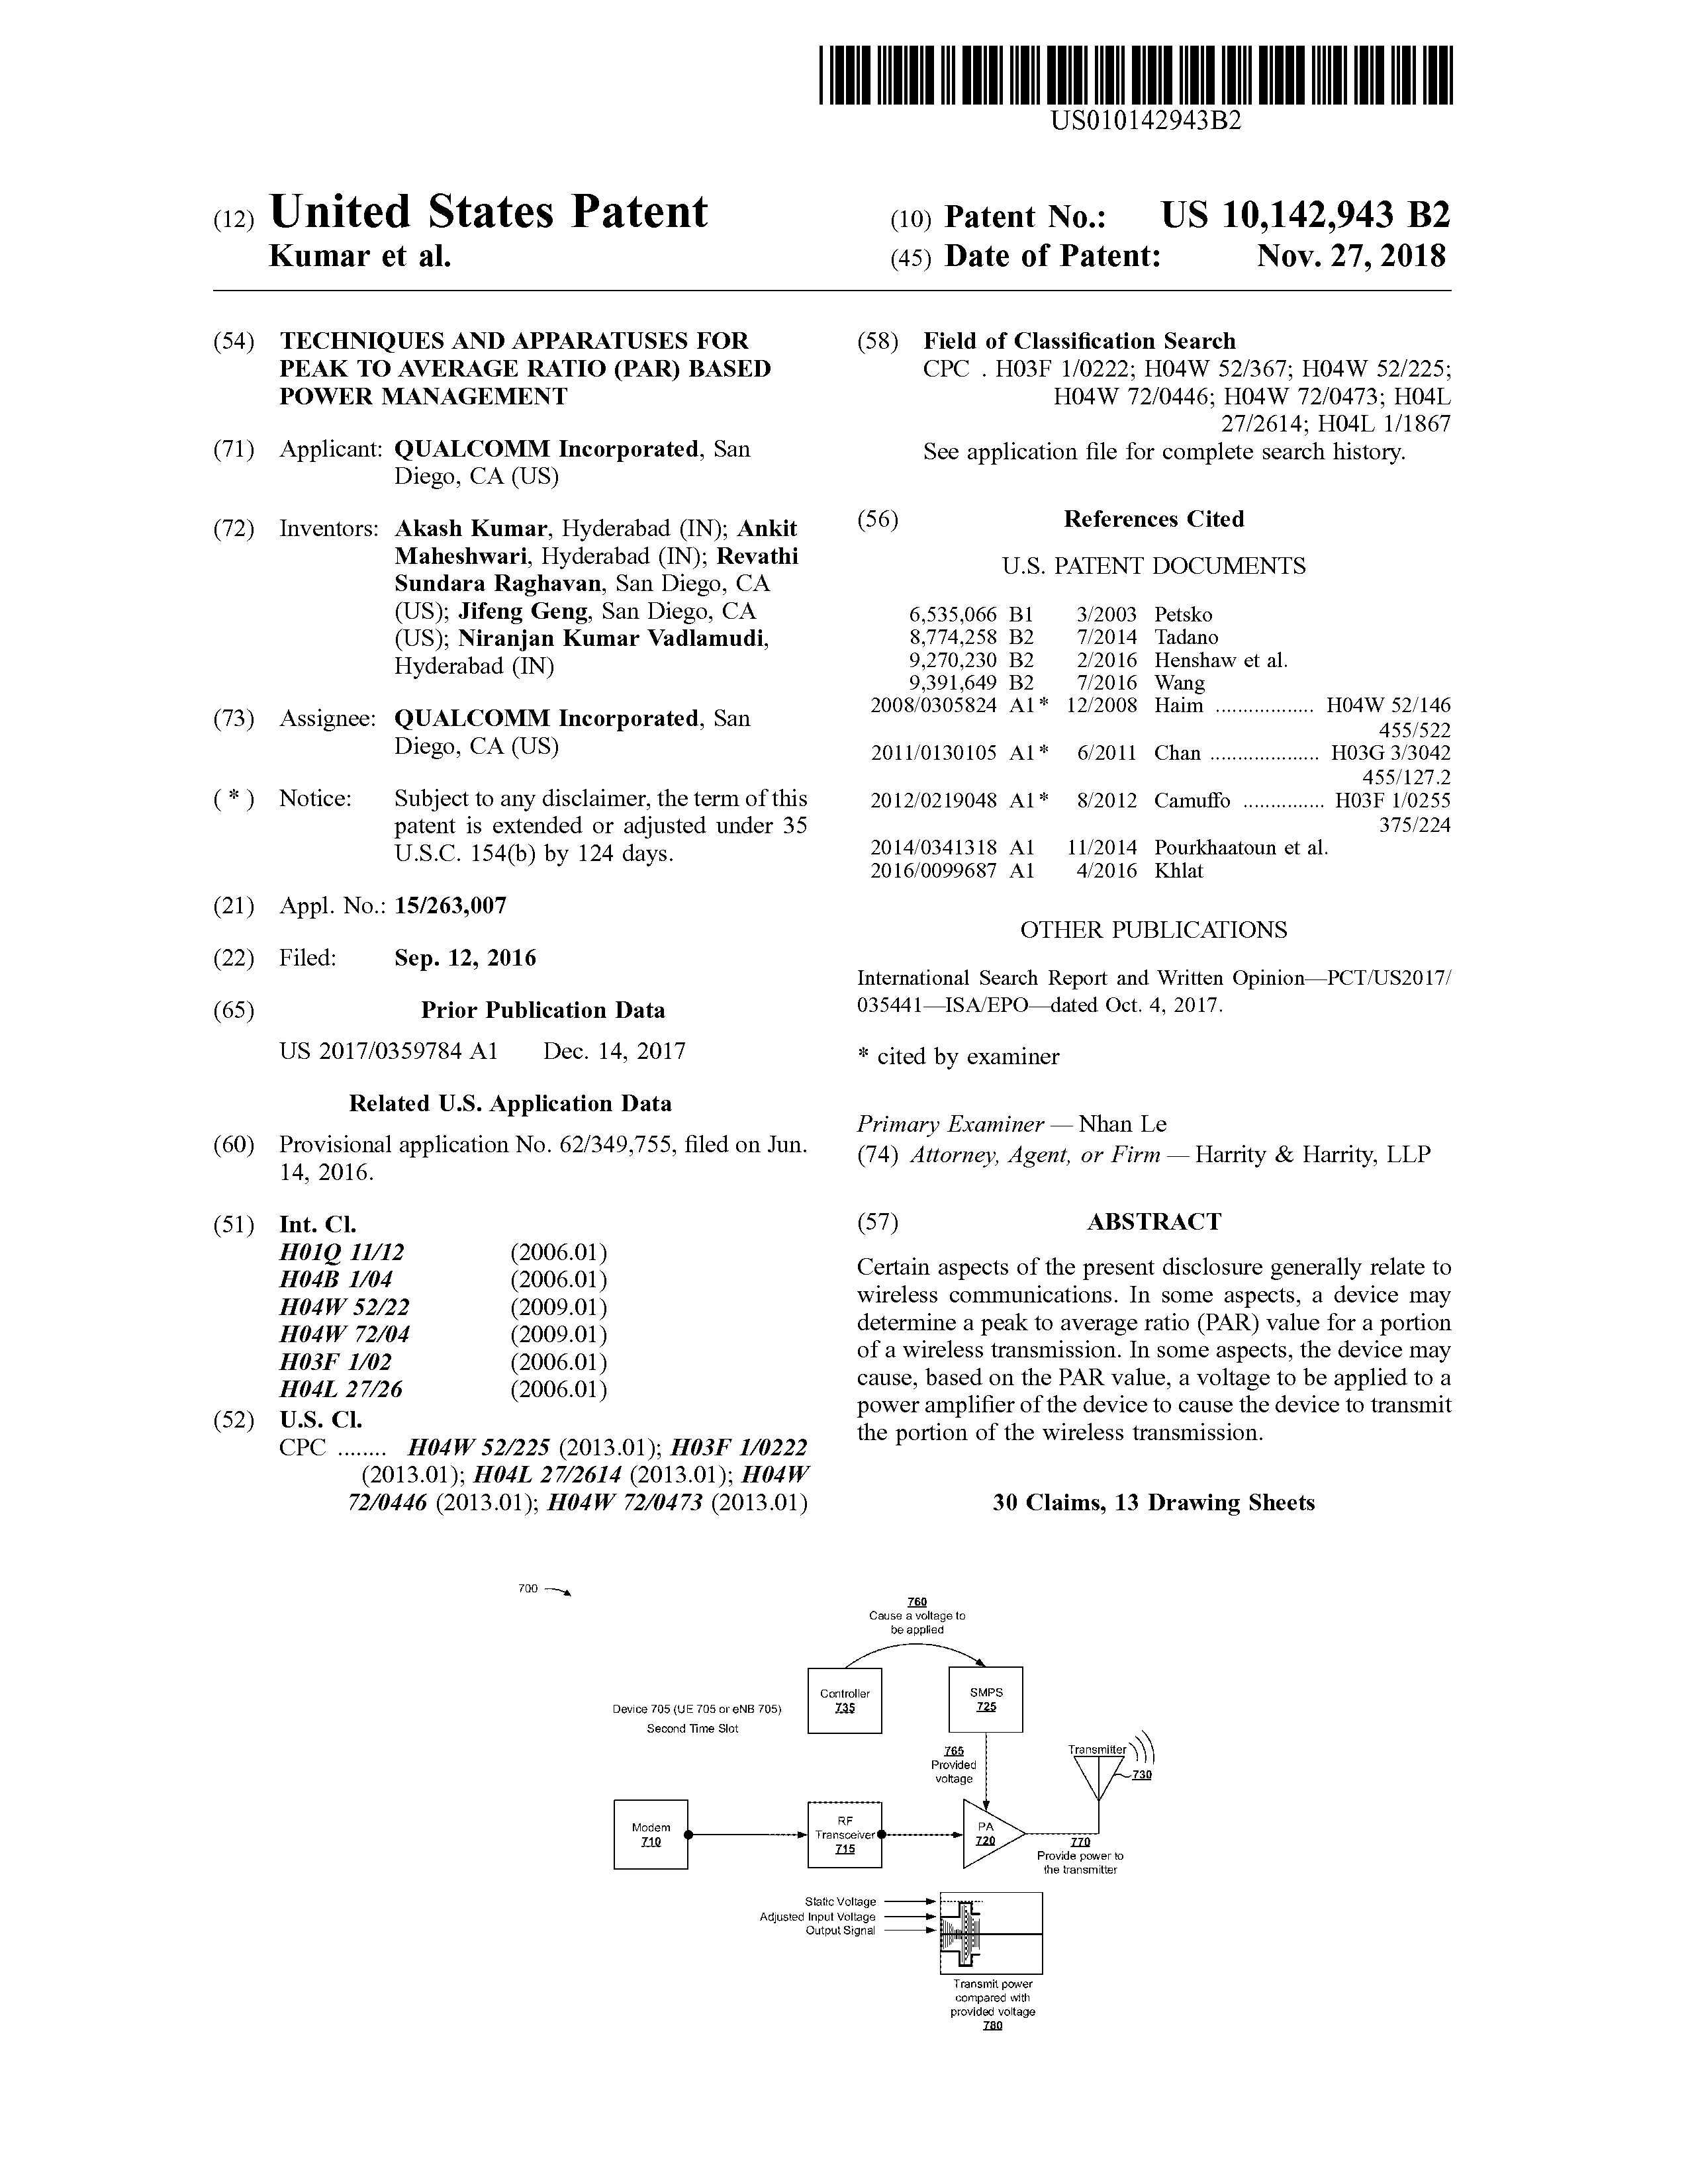 US010142943B2
(12) United States Patent
Kumar et al.
(10) Patent No.: US 10,142,943 B2
(45) Date of Patent: Nov. 27, 2018
(54) TECHNIQUES AND APPARATUSES FOR
PEAK TO AVERAGE RATIO (PAR) BASED
POWER MANAGEMENT
(71) Applicant: QUALCOMM Incorporated, San
Diego, CA (US)
(72) Inventors: Akash Kumar, Hyderabad (IN); Ankit
Maheshwari, Hyderabad (IN); Revathi
Sundara Raghavan, San Diego, CA
(US); Jifeng Geng, San Diego, CA
(US); Niranjan Kumar Vadlamudi,
Hyderabad (IN)
(73) Assignee: QUALCOMM Incorporated, San
Diego, CA (US)
( * ) Notice: Subject to any disclaimer, the term of this
patent is extended or adjusted under 35
U.S.C. 154(b) by 124 days.
(21) Appl. No.: 15/263,007
(22) Filed: Sep. 12, 2016
(65) Prior Publication Data
US 2017/0359784 A1 Dec. 14, 2017
Related U.S. Application Data
(60) Provisional application No. 62/349,755, filed on Jun.
14, 2016.
(51) Int. Cl.
H01Q 11/12 (2006.01)
H04B 1/04 (2006.01)
H04W 52/22 (2009.01)
H04W 72/04 (2009.01)
H03F 1/02 (2006.01)
H04L 27/26 (2006.01)
(52) U.S. Cl.
CPC ........ H04W 52/225 (2013.01); H03F 1/0222
(2013.01); H04L 27/2614 (2013.01); H04W
72/0446 (2013.01); H04W 72/0473 (2013.01)
(58) Field of Classification Search
CPC . H03F 1/0222; H04W 52/367; H04W 52/225;
H04W 72/0446; H04W 72/0473; H04L
27/2614; H04L 1/1867
See application file for complete search history.
(56) References Cited
U.S. PATENT DOCUMENTS
6,535,066 B1 3/2003 Petsko
8,774,258 B2 7/2014 Tadano
9,270,230 B2 2/2016 Henshaw et al.
9,391,649 B2 7/2016 Wang
2008/0305824 A1* 12/2008 Haim .................. H04W 52/146
455/522
2011/0130105 A1* 6/2011 Chan .................... H03G 3/3042
455/127.2
2012/0219048 A1* 8/2012 Camuffo ............... H03F 1/0255
375/224
2014/0341318 A1 11/2014 Pourkhaatoun et al.
2016/0099687 A1 4/2016 Khlat
OTHER PUBLICATIONS
International Search Report and Written Opinion—PCT/US2017/
035441—ISA/EPO—dated Oct. 4, 2017.
* cited by examiner
Primary Examiner — Nhan Le
(74) Attorney, Agent, or Firm — Harrity & Harrity, LLP
(57) ABSTRACT
Certain aspects of the present disclosure generally relate to
wireless communications. In some aspects, a device may
determine a peak to average ratio (PAR) value for a portion
of a wireless transmission. In some aspects, the device may
cause, based on the PAR value, a voltage to be applied to a
power amplifier of the device to cause the device to transmit
the portion of the wireless transmission.
30 Claims, 13 Drawing Sheets
700
760
Cause a voltage to
be applied
Controller
735
SMPS
725
Device 705 (UE 705 or eNB 705)
Second Time Slot
765
Provided
voltage
Transmitter
730
Modem
710
RF
Transceiver
715
PA
720
770
Provide power to
the transmitter
Static Voltage
Adjusted Input Voltage
Output Signal
Transmit power
compared with
provided voltage
780